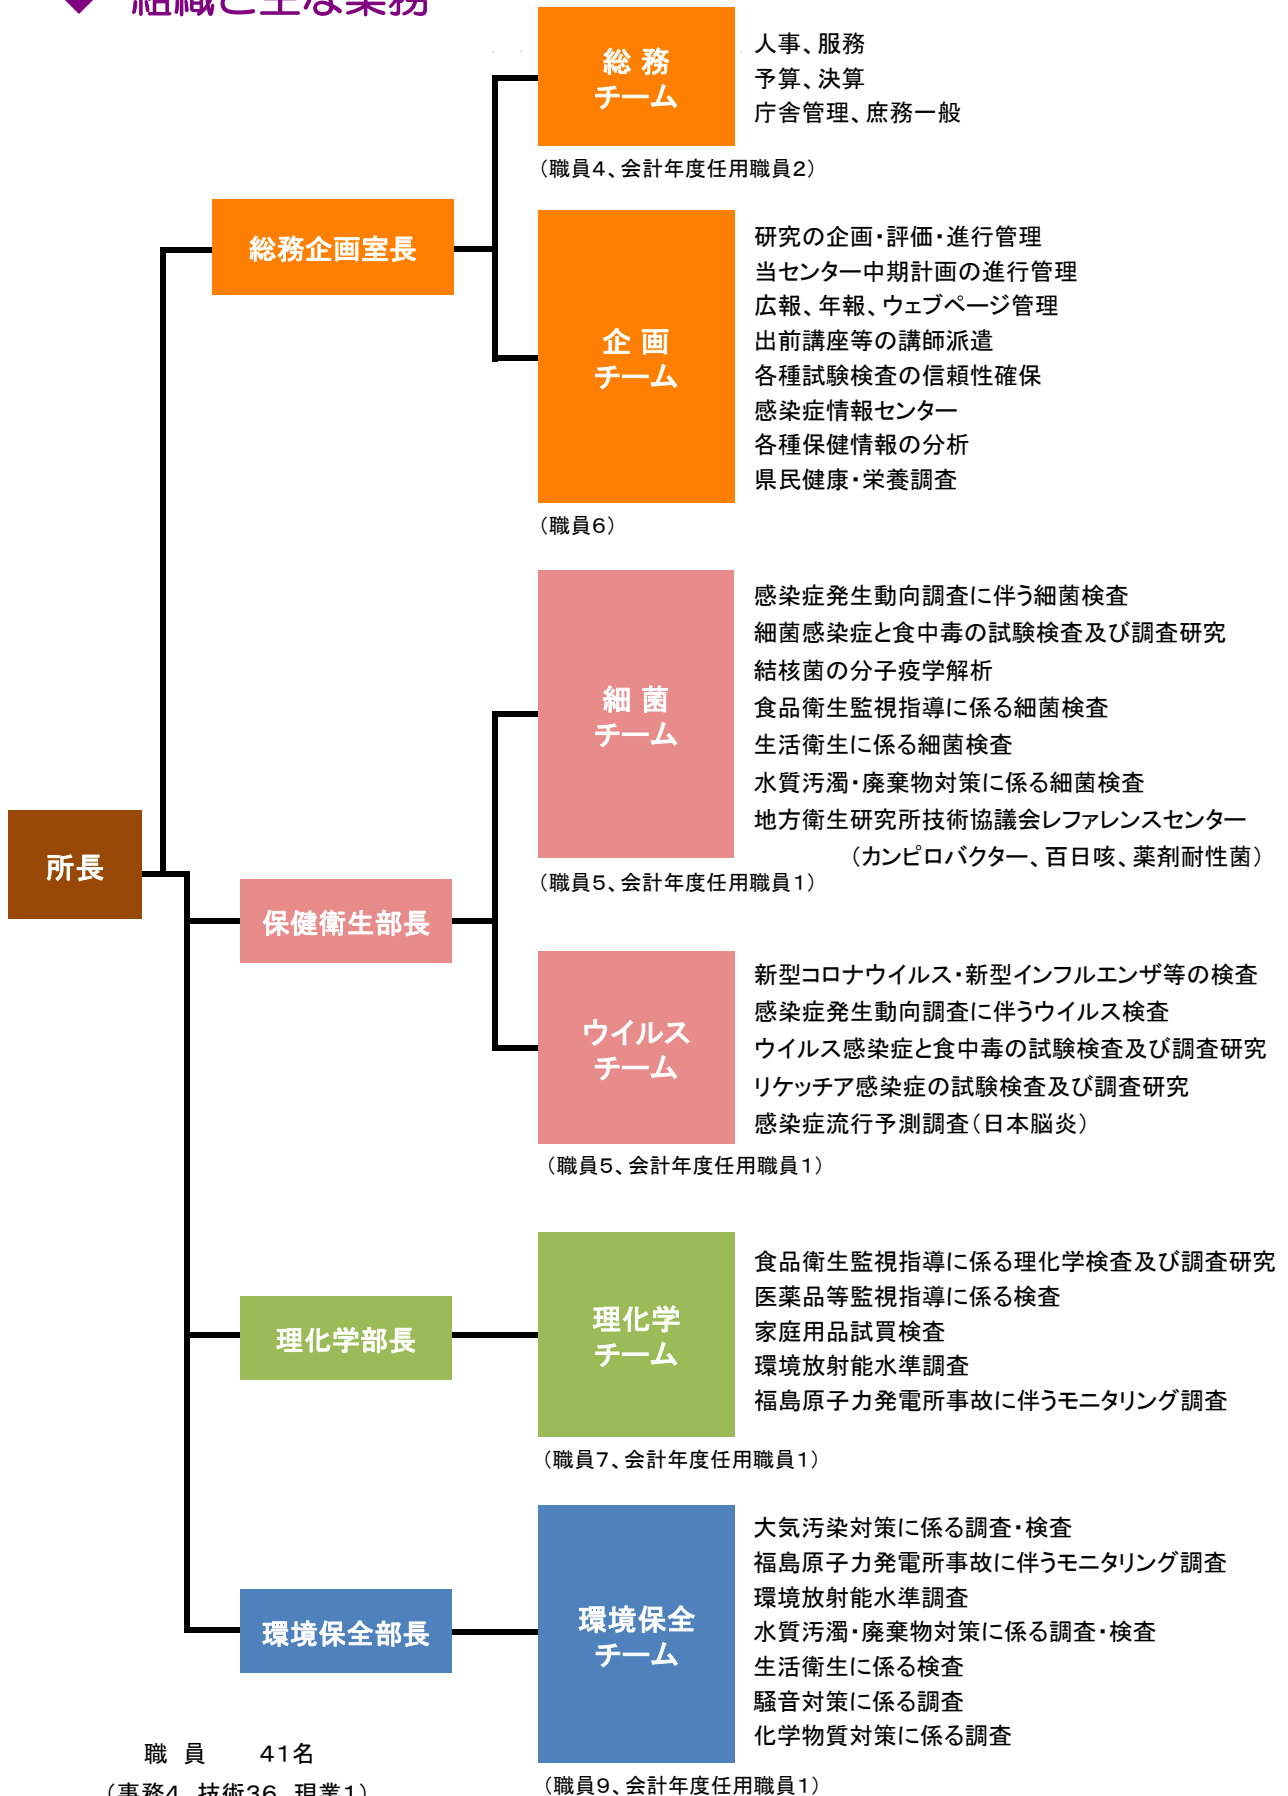 ◆ 組織と主な業務
総 務
チーム
人事、服務
予算、決算
庁舎管理、庶務一般
（職員4、会計年度任用職員2）
総務企画室長
企 画
チーム
研究の企画・評価・進行管理
当センター中期計画の進行管理
広報、年報、ウェブページ管理
出前講座等の講師派遣
各種試験検査の信頼性確保
感染症情報センター
各種保健情報の分析
県民健康・栄養調査
（職員6）
細 菌
チーム
感染症発生動向調査に伴う細菌検査
細菌感染症と食中毒の試験検査及び調査研究
結核菌の分子疫学解析
食品衛生監視指導に係る細菌検査
生活衛生に係る細菌検査
水質汚濁・廃棄物対策に係る細菌検査
地方衛生研究所技術協議会レファレンスセンター
（カンピロバクター、百日咳、薬剤耐性菌）
（職員5、会計年度任用職員1）
所長
保健衛生部長
ウイルス
チーム
新型コロナウイルス・新型インフルエンザ等の検査
感染症発生動向調査に伴うウイルス検査
ウイルス感染症と食中毒の試験検査及び調査研究
リケッチア感染症の試験検査及び調査研究
感染症流行予測調査（日本脳炎）
（職員5、会計年度任用職員1）
理化学部長
理化学
チーム
食品衛生監視指導に係る理化学検査及び調査研究
医薬品等監視指導に係る検査
家庭用品試買検査
環境放射能水準調査
福島原子力発電所事故に伴うモニタリング調査
（職員7、会計年度任用職員1）
環境保全部長
環境保全
チーム
大気汚染対策に係る調査・検査
福島原子力発電所事故に伴うモニタリング調査
環境放射能水準調査
水質汚濁・廃棄物対策に係る調査・検査
生活衛生に係る検査
騒音対策に係る調査
化学物質対策に係る調査
（職員9、会計年度任用職員1）
職 員 41名
（事務4、技術36、現業1）